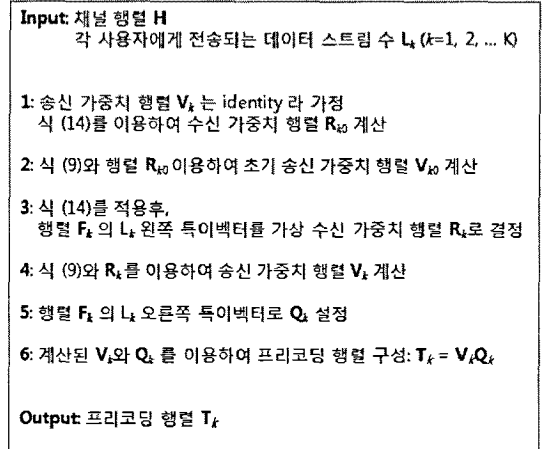 Input: 채널 행렬 H
각 사용자에게 전송되는 데이터 스트림 수 Lk (k=1, 2, ... K)
1: 송신 가중치 행렬 Vk 는 identity 라 가정
식 (14)를 이용하여 수신 가중치 행렬 Rk0 계산
2: 식 (9)와 행렬 Rk0 이용하여 초기 송신 가중치 행렬 Vk0 계산
3: 식 (14)를 적용후,
행렬 Fk 의 Lk 왼쪽 특이벡터를 가상 수신 가중치 행렬 Rk로 결정
4: 식 (9)와 Rk를 이용하여 송신 가중치 행렬 Vk 계산
5: 행렬 Fk 의 Lk 오른쪽 특이벡터로 Qk 설정
6: 계산된 Vk와 Qk 를 이용하여 프리코딩 행렬 구성: Tk = VkQk
Output: 프리코딩 행렬 Tk